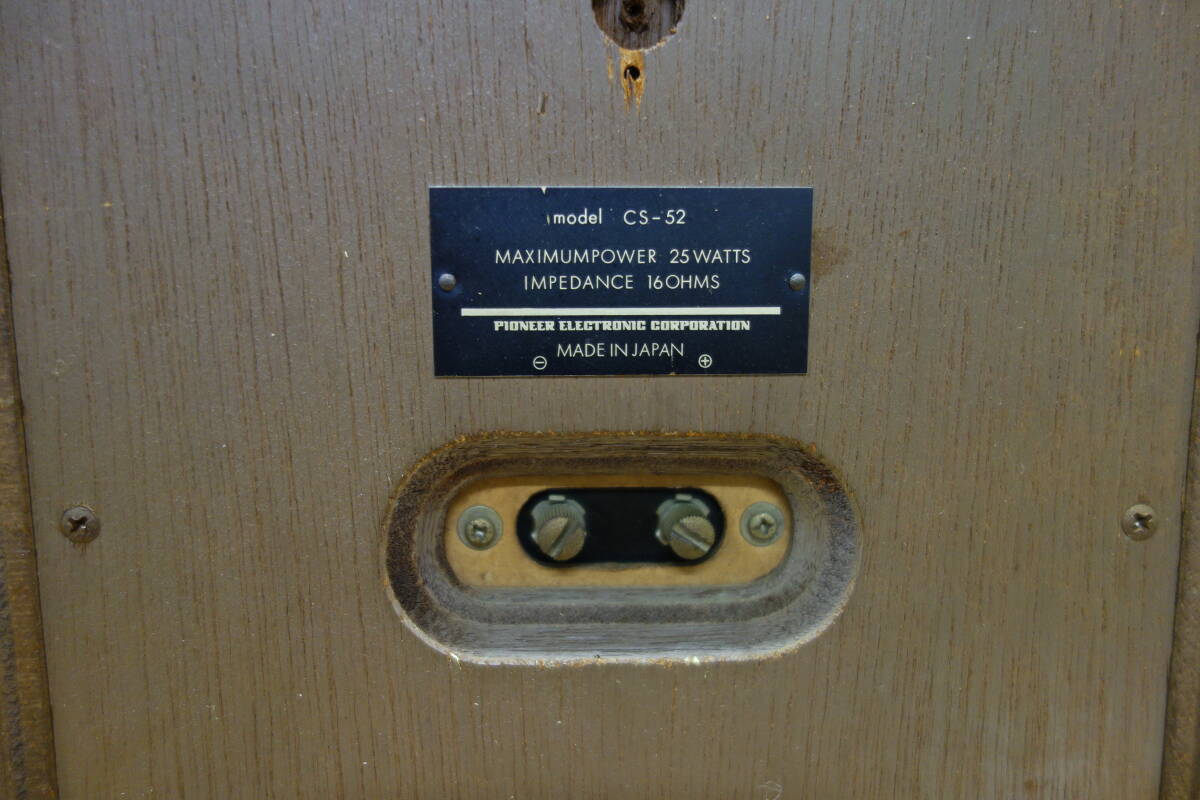 model CS-52
MAXIMUMPOWER 25WATTS
IMPEDANCE 16OHMS
PIONEER ELECTRONIC CORPORATION
MADE IN JAPAN
⊖ ⊕